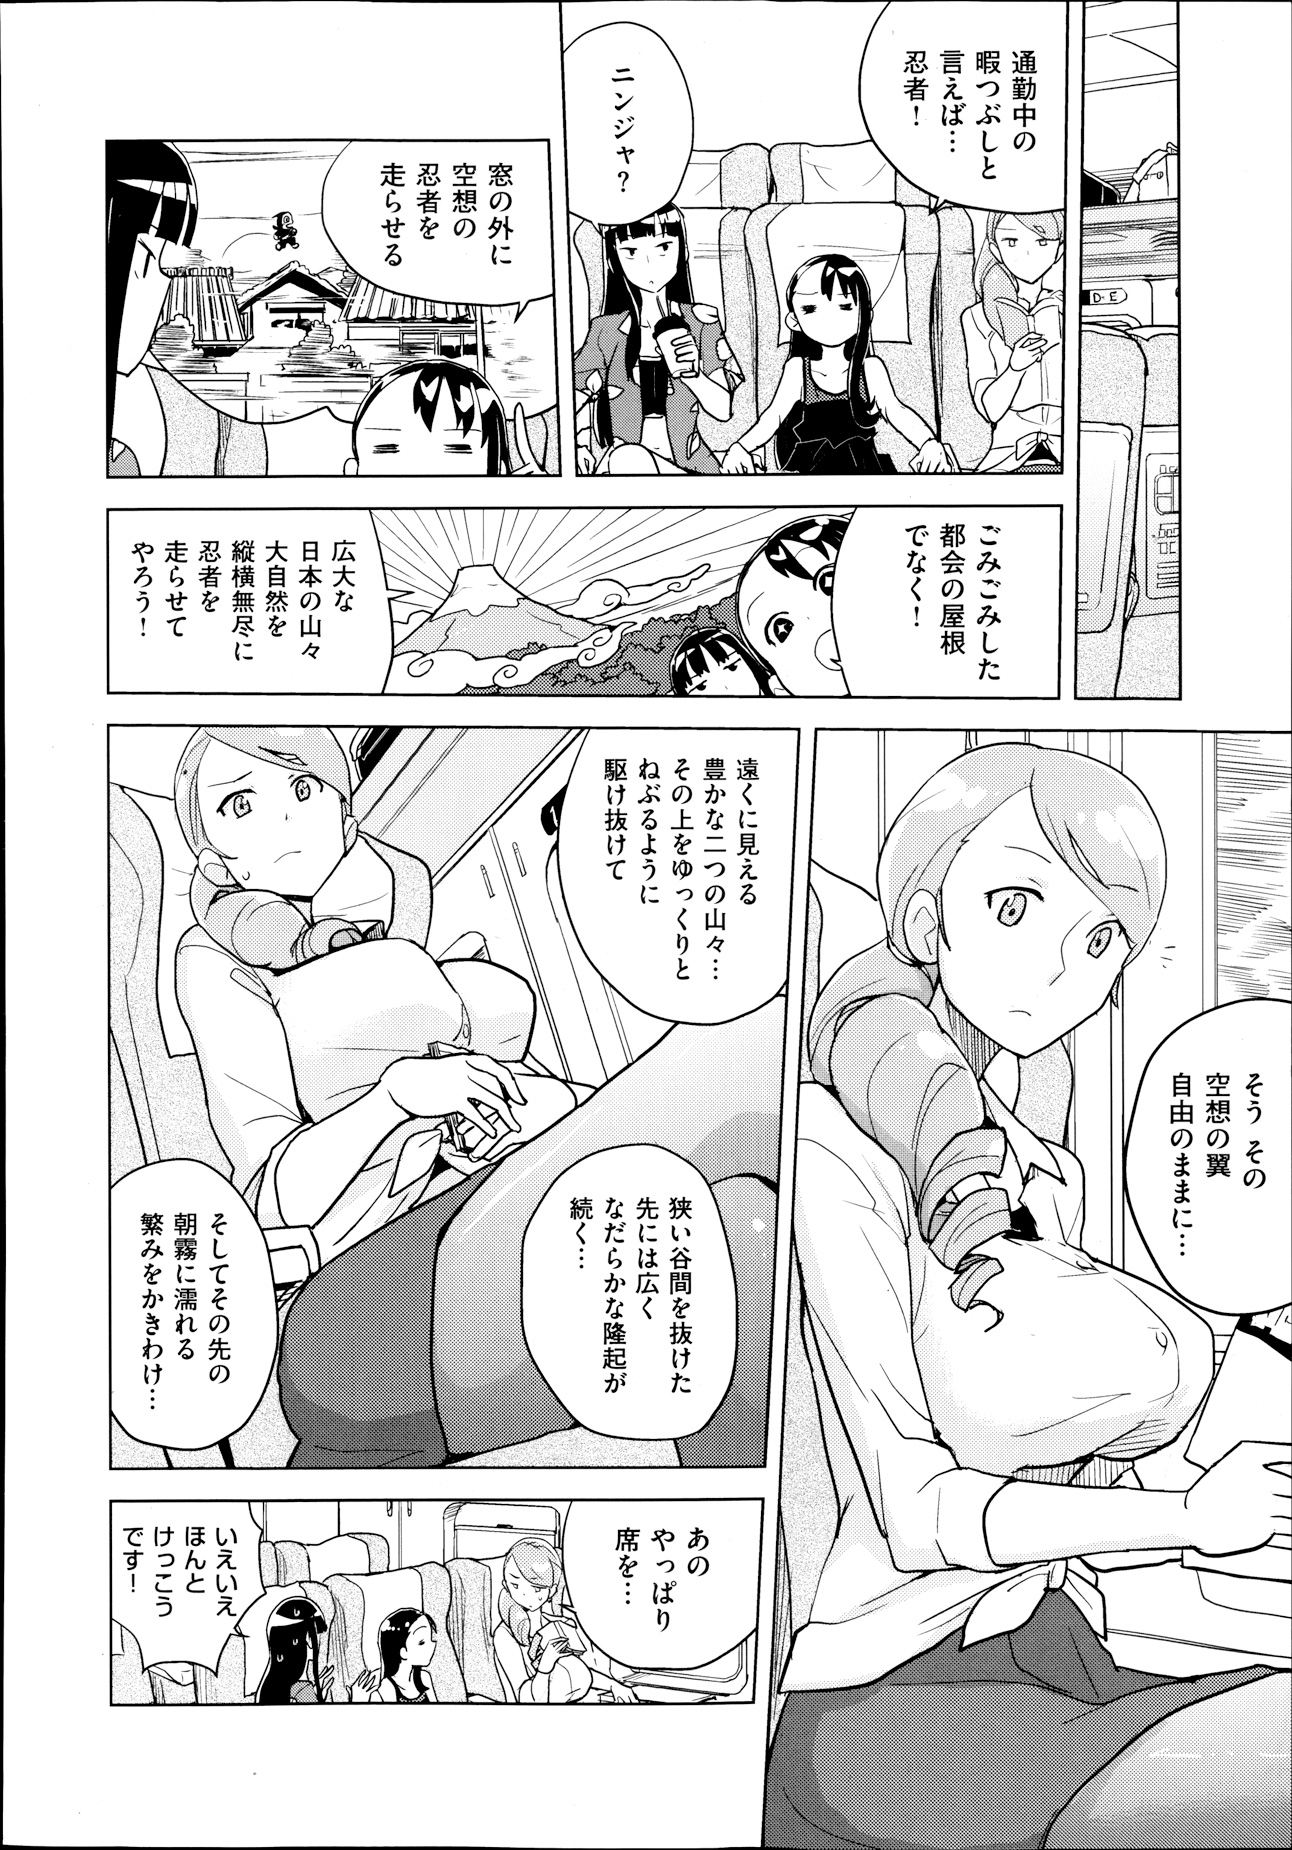 通勤中の
暇つぶしと
言えば…
忍者！
ニンジャ？
窓の外に
空想の
忍者を
走らせる
D·E
ごみごみした
都会の屋根
でなく！
広大な
日本の山々
大自然を
縦横無尽に
忍者を
走らせて
やろう！
そう その
空想の翼
自由のままに…
遠くに見える
豊かな二つの山々…
その上をゆっくりと
ねぶるように
駆け抜けて
1
狭い谷間を抜けた
先には広く
なだらかな隆起が
続く…
そしてその先の
朝霧に濡れる
繁みをかきわけ…
あの
やっぱり
席を…
いえいえ
ほんと
けっこう
です！